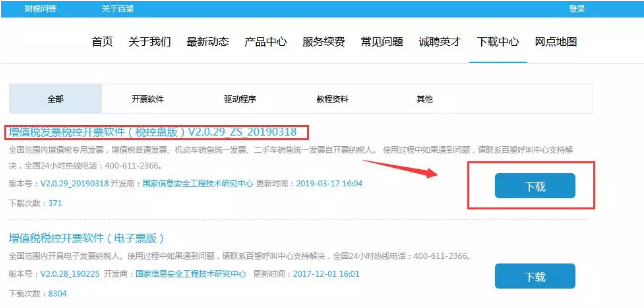 财税问答 关于百望 登录
首页 关于我们 最新动态 产品中心 服务续费 常见问题 诚聘英才 下载中心 网点地图
全部 开票软件 驱动程序 教程资料 其他
增值税发票税控开票软件（税控盘版）V2.0.29_ZS_20190318
全国范围内增值税专用发票，增值税普通发票、机动车销售统一发票、二手车销售统一发票自开票纳税人。 使用过程中如果遇到问题，请联系百望呼叫中心支持解
决，全国24小时热线电话：400-611-2366。
版本号：V2.0.29_20190318 开发商：国家信息安全工程技术研究中心 更新时间：2019-03-17 16:04
下载
下载次数：371
增值税税控开票软件（电子票版）
全国范围内开具电子发票纳税人。使用过程中如果遇到问题，请联系百望呼叫中心支持解决，全国24小时热线电话：400-611-2366。
版本号：V2.0.28_190225 开发商：国家信息安全工程技术研究中心 更新时间：2017-12-01 16:01
下载
下载次数：8304